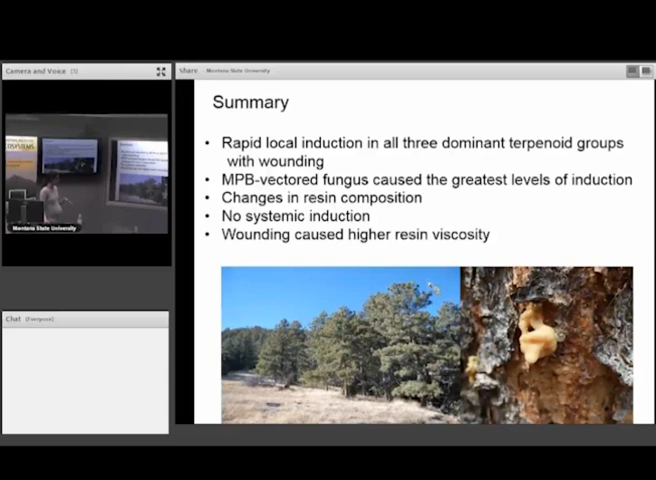 Camera and Voice (3)
Share Montana State University
Summary
• Rapid local induction in all three dominant terpenoid groups
with wounding
• MPB-vectored fungus caused the greatest levels of induction
• Changes in resin composition
• No systemic induction
• Wounding caused higher resin viscosity
Montana State University
Chat (Everyone)